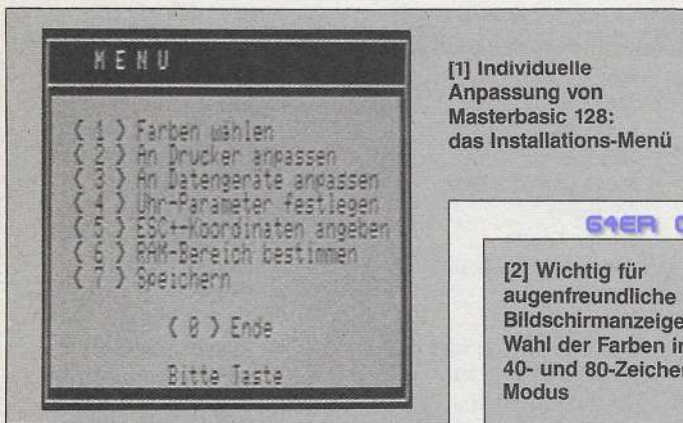 MENU
( 1 ) Farben wählen
( 2 ) An Drucker anpassen
( 3 ) An Datengeräte anpassen
( 4 ) Uhr-Parameter festlegen
( 5 ) ESC+-Koordinaten angeben
( 6 ) RAM-Bereich bestimmen
( 7 ) Speichern
( 0 ) Ende
Bitte Taste
[1] Individuelle
Anpassung von
Masterbasic 128:
das Installations-Menü
64ER
[2] Wichtig für
augenfreundliche
Bildschirmanzeige
Wahl der Farben
40- und 80-Zeichen
Modus